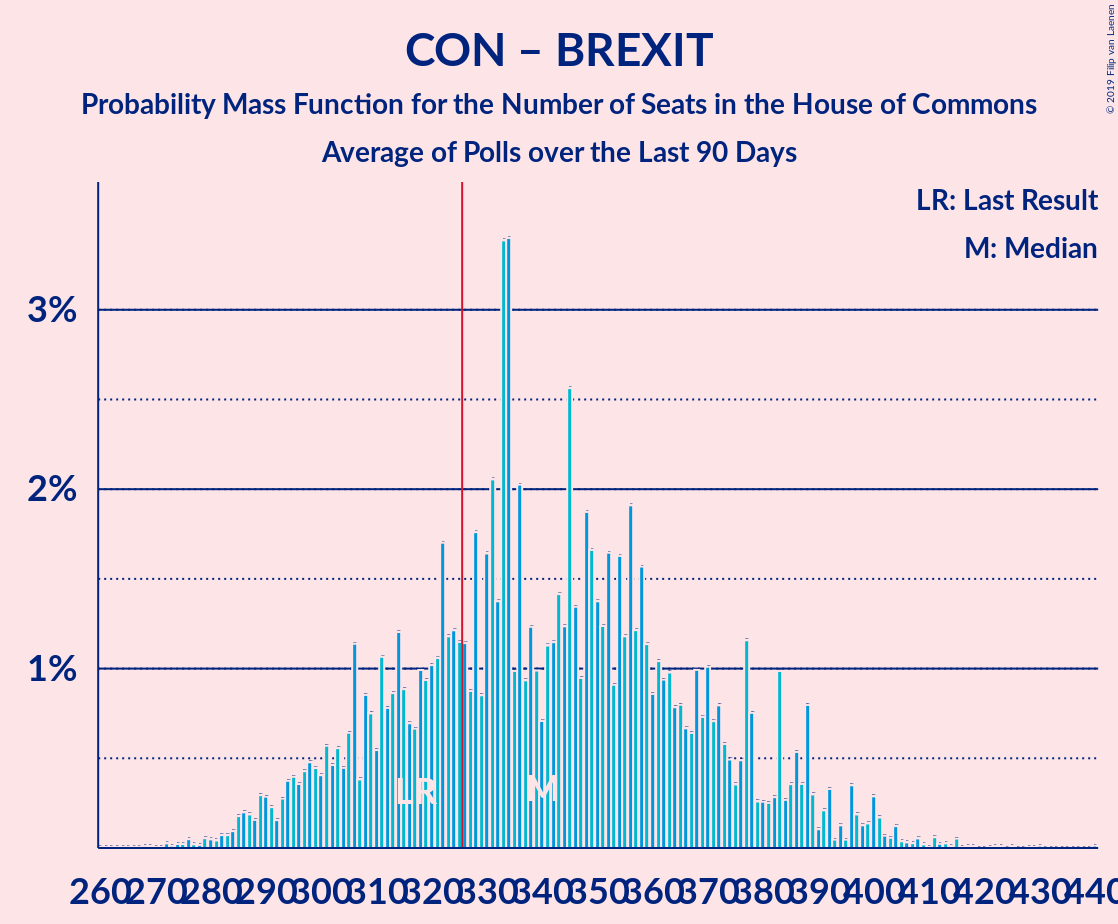 CON – BREXIT
Probability Mass Function for the Number of Seats in the House of Commons
Average of Polls over the Last 90 Days
© 2019 Filip van Laenen
LR: Last Result
M: Median
3%
2%
1%
LR M
260 270 280 290 300 310 320 330 340 350 360 370 380 390 400 410 420 430 440